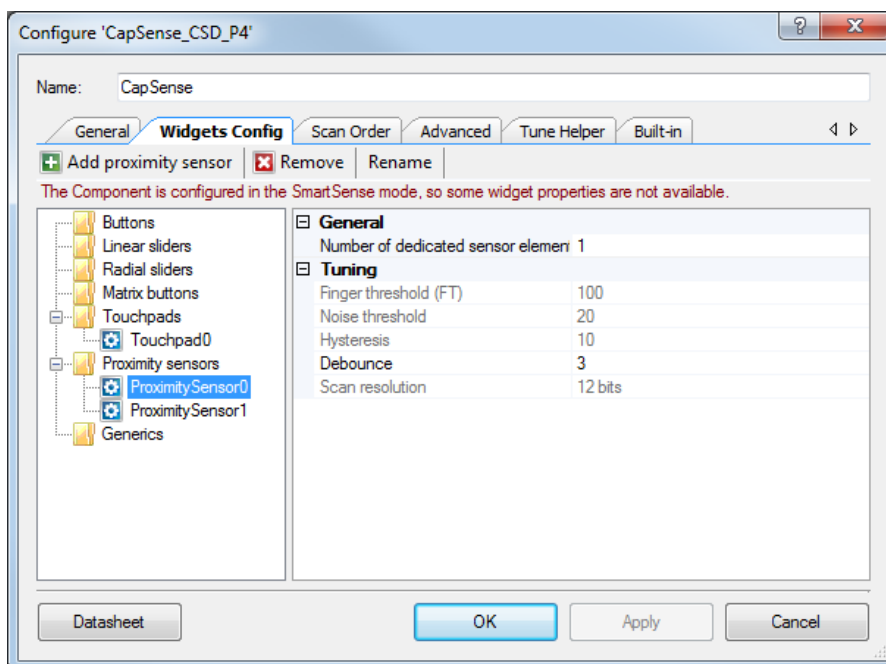 Configure 'CapSense_CSD_P4'
Name: CapSense
General Widgets Config Scan Order Advanced Tune Helper Built-in
Add proximity sensor Remove Rename
The Component is configured in the SmartSense mode, so some widget properties are not available.
Buttons
Linear sliders
Radial sliders
Matrix buttons
Touchpads
Touchpad0
Proximity sensors
ProximitySensor0
ProximitySensor1
Generics
General
Number of dedicated sensor element 1
Tuning
Finger threshold (FT) 100
Noise threshold 20
Hysteresis 10
Debounce 3
Scan resolution 12 bits
Datasheet OK Apply Cancel